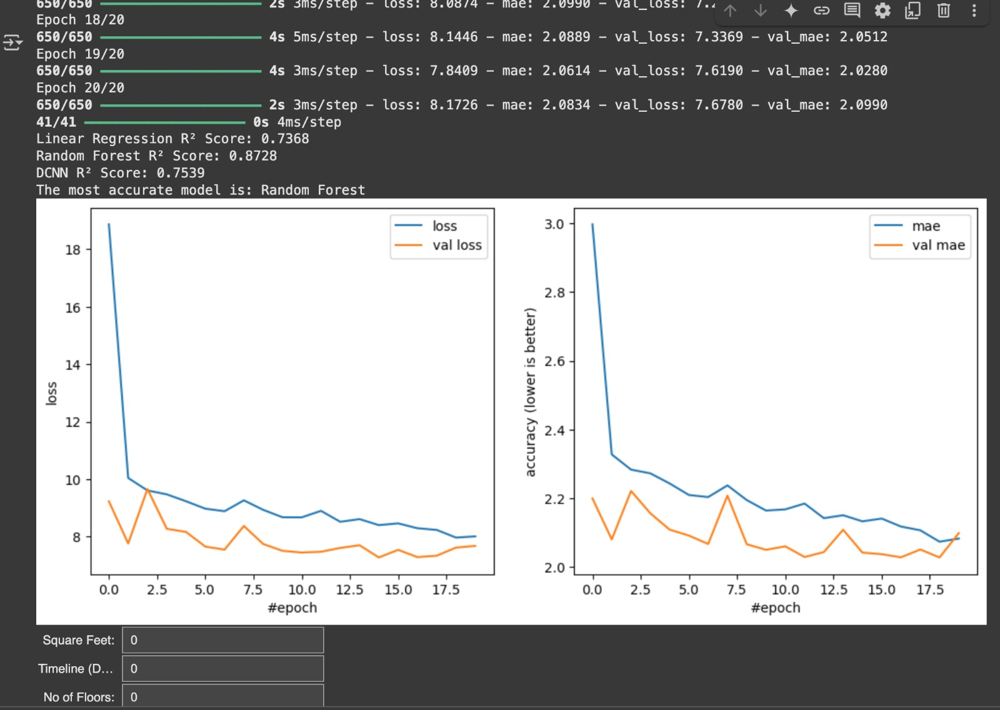 650/650 ━━━━━━━━━━━━━━━━━━━━ 2s 3ms/step - loss: 8.0874 - mae: 2.0990 - val_loss: 7.2
Epoch 18/20
650/650 ━━━━━━━━━━━━━━━━━━━━ 4s 5ms/step - loss: 8.1446 - mae: 2.0889 - val_loss: 7.3369 - val_mae: 2.0512
Epoch 19/20
650/650 ━━━━━━━━━━━━━━━━━━━━ 4s 3ms/step - loss: 7.8409 - mae: 2.0614 - val_loss: 7.6190 - val_mae: 2.0280
Epoch 20/20
650/650 ━━━━━━━━━━━━━━━━━━━━ 2s 3ms/step - loss: 8.1726 - mae: 2.0834 - val_loss: 7.6780 - val_mae: 2.0990
41/41 ━━━━━━━━━━━━━━━━━━━━ 0s 4ms/step
Linear Regression R² Score: 0.7368
Random Forest R² Score: 0.8728
DCNN R² Score: 0.7539
The most accurate model is: Random Forest
loss
val loss
18
16
14
12
10
8
loss
0.0 2.5 5.0 7.5 10.0 12.5 15.0 17.5
#epoch
mae
val mae
3.0
2.8
2.6
2.4
2.2
2.0
accuracy (lower is better)
0.0 2.5 5.0 7.5 10.0 12.5 15.0 17.5
#epoch
Square Feet: 0
Timeline (D... 0
No of Floors: 0